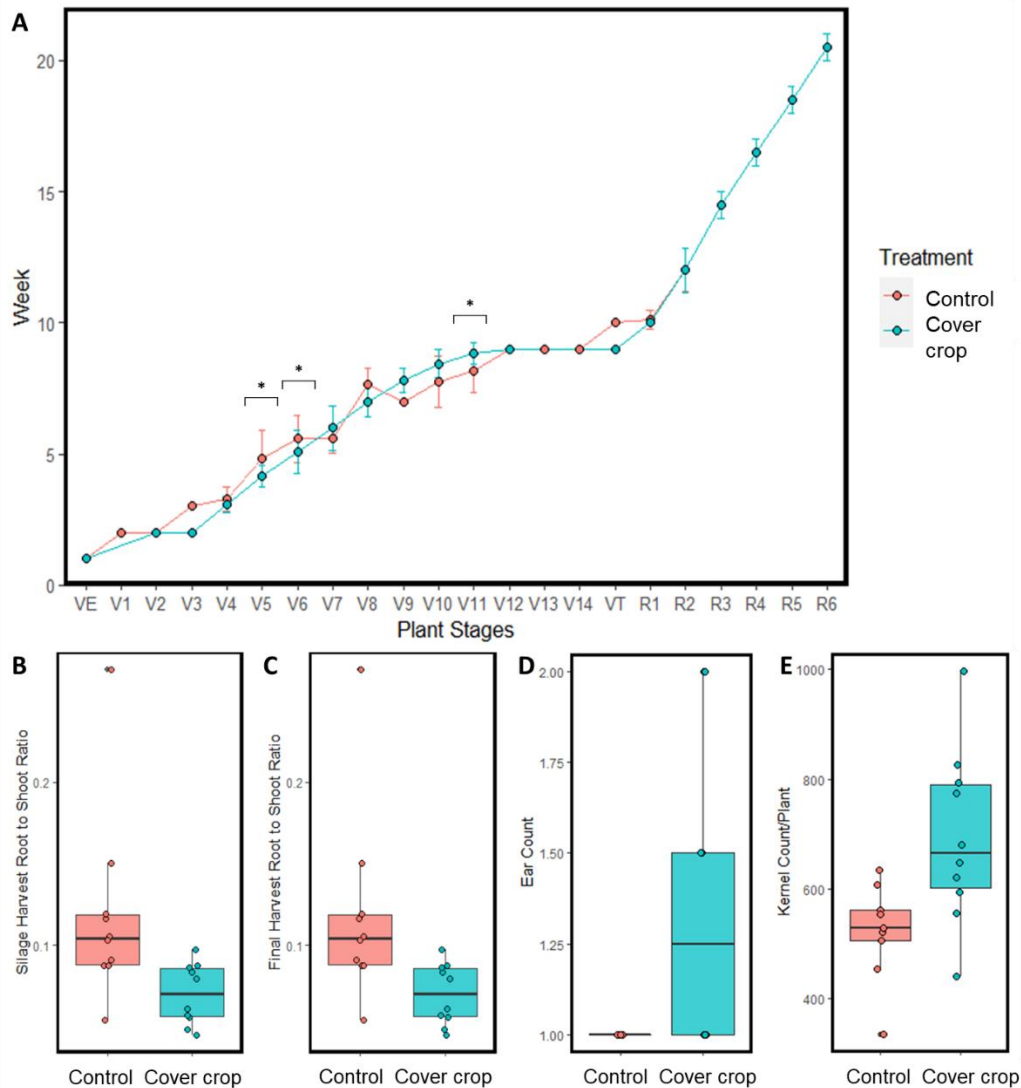 A
20
15
10
5
0
Week
*
*
*
VE V1 V2 V3 V4 V5 V6 V7 V8 V9 V10 V11 V12 V13 V14 VT R1 R2 R3 R4 R5 R6
Plant Stages
Treatment
Control
Cover
crop
B
Silage Harvest Root to Shoot Ratio
0.2
0.1
Control Cover crop
C
Final Harvest Root to Shoot Ratio
0.2
0.1
Control Cover crop
D
Ear Count
2.00
1.75
1.50
1.25
1.00
Control Cover crop
E
Kernel Count/Plant
1000
800
600
400
Control Cover crop